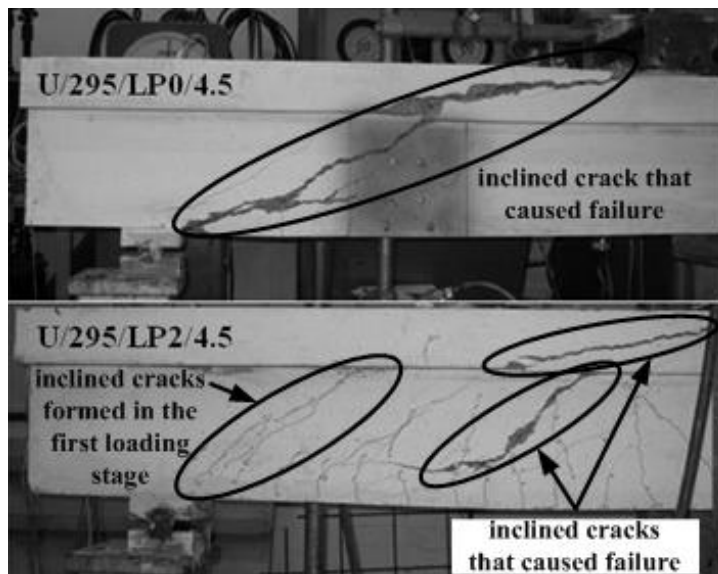 U/295/LP0/4.5
inclined crack that
caused failure
U/295/LP2/4.5
inclined cracks
formed in the
first loading
stage
inclined cracks
that caused failure